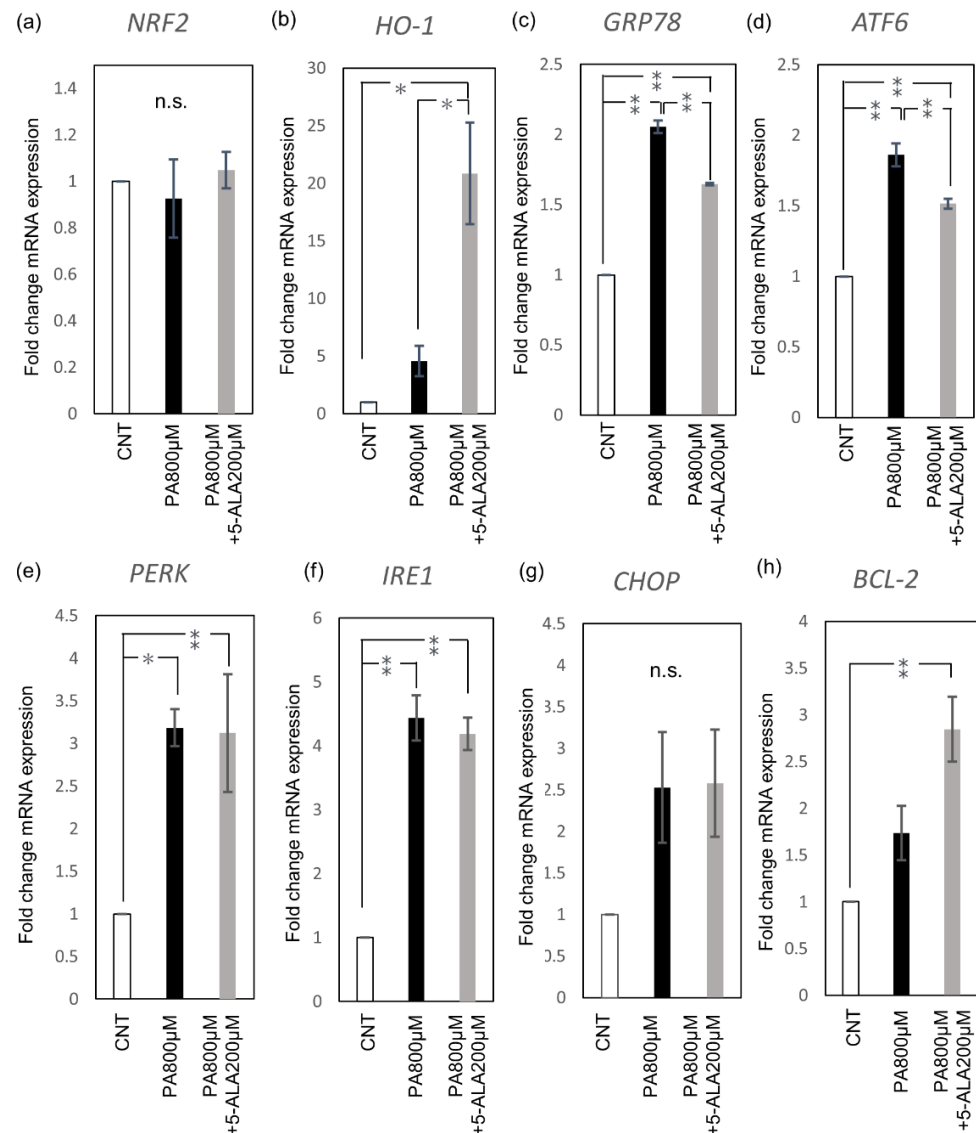 (a) NRF2
Fold change mRNA expression
1.4
1.2
1
0.8
0.6
0.4
0.2
0
n.s.
CNT
PA800μM
PA800μM
+5-ALA200μM
(b) HO-1
Fold change mRNA expression
30
25
20
15
10
5
0
*
*
CNT
PA800μM
PA800μM
+5-ALA200μM
(c) GRP78
Fold change mRNA expression
2.5
2
1.5
1
0.5
0
**
**
**
CNT
PA800μM
PA800μM
+5-ALA200μM
(d) ATF6
Fold change mRNA expression
2.5
2
1.5
1
0.5
0
**
**
**
CNT
PA800μM
PA800μM
+5-ALA200μM
(e) PERK
Fold change mRNA expression
4.5
4
3.5
3
2.5
2
1.5
1
0.5
0
**
*
CNT
PA800μM
PA800μM
+5-ALA200μM
(f) IRE1
Fold change mRNA expression
6
5
4
3
2
1
0
**
**
CNT
PA800μM
PA800μM
+5-ALA200μM
(g) CHOP
Fold change mRNA expression
4.5
4
3.5
3
2.5
2
1.5
1
0.5
0
n.s.
CNT
PA800μM
PA800μM
+5-ALA200μM
(h) BCL-2
Fold change mRNA expression
4
3.5
3
2.5
2
1.5
1
0.5
0
**
CNT
PA800μM
PA800μM
+5-ALA200μM